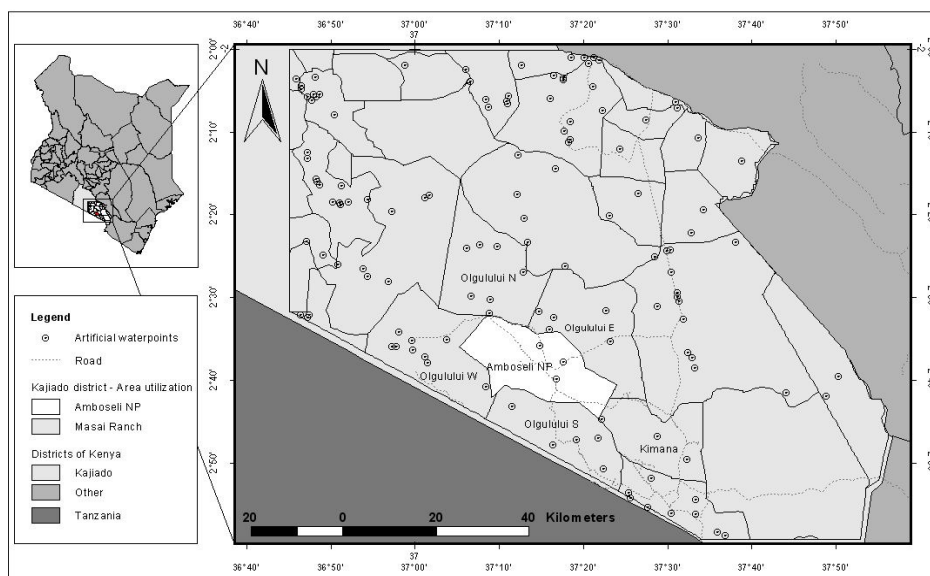 36°40' 36°50' 37°00' 37°10' 37°20' 37°30' 37°40' 37°50'
37
2°00'
N
2°10'
2°20'
Olgulului N
2°30'
Legend
Artificial waterpoints
Olgulului E
Road
Amboseli NP
Kajiado district - Area utilization
Olgulului W
2°40'
Amboseli NP
Masai Ranch
Olgulului S
Kimana
Districts of Kenya
Kajiado
2°50'
Other
Tanzania
20 0 20 40 Kilometers
37
36°40' 36°50' 37°00' 37°10' 37°20' 37°30' 37°40' 37°50'